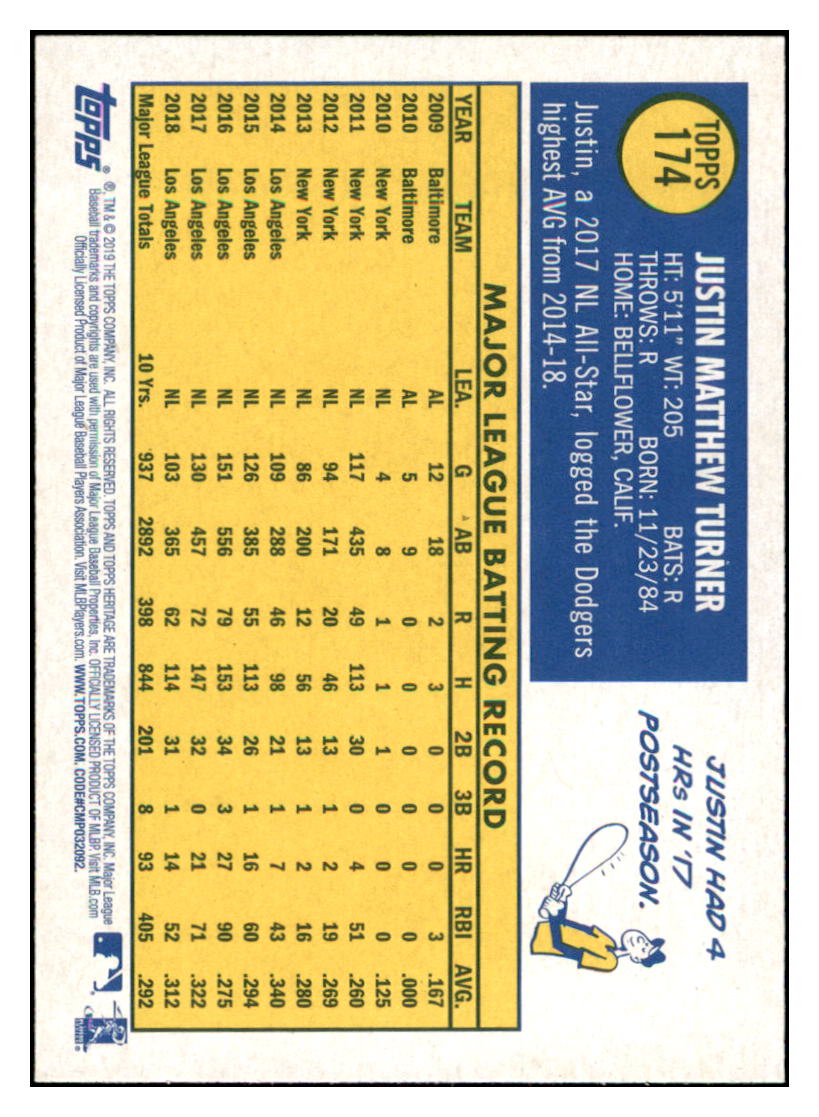 TOPPS
174
JUSTIN MATTHEW TURNER
HT: 5'11" WT: 205 BATS: R
THROWS: R BORN: 11/23/84
HOME: BELLFLOWER, CALIF.
Justin, a 2017 NL All-Star, logged the Dodgers
highest AVG from 2014-18.
JUSTIN HAD 4
HRs IN '17
POSTSEASON.
MAJOR LEAGUE BATTING RECORD
YEAR TEAM LEA. G AB R H 2B 3B HR RBI AVG.
2009 Baltimore AL 12 18 2 3 0 0 0 3 .167
2010 Baltimore AL 5 9 0 0 0 0 0 0 .000
2010 New York NL 4 8 1 1 1 0 0 0 .125
2011 New York NL 117 435 49 113 30 0 4 51 .260
2012 New York NL 94 171 20 46 13 1 2 19 .269
2013 New York NL 86 200 12 56 13 1 2 16 .280
2014 Los Angeles NL 109 288 46 98 21 1 7 43 .340
2015 Los Angeles NL 126 385 55 113 26 1 16 60 .294
2016 Los Angeles NL 151 556 79 153 34 3 27 90 .275
2017 Los Angeles NL 130 457 72 147 32 0 21 71 .322
2018 Los Angeles NL 103 365 62 114 31 1 14 52 .312
Major League Totals 10 Yrs. 937 2892 398 844 201 8 93 405 .292
topps®
®, TM & © 2019 THE TOPPS COMPANY, INC. ALL RIGHTS RESERVED. TOPPS AND TOPPS HERITAGE ARE TRADEMARKS OF THE TOPPS COMPANY, INC. Major League
Baseball trademarks and copyrights are used with permission of Major League Baseball Properties, Inc. OFFICIALLY LICENSED PRODUCT OF MLBP. Visit MLB.com
Officially Licensed Product of Major League Baseball Players Association. Visit MLBPlayers.com. WWW.TOPPS.COM. CODE#CMP032092.